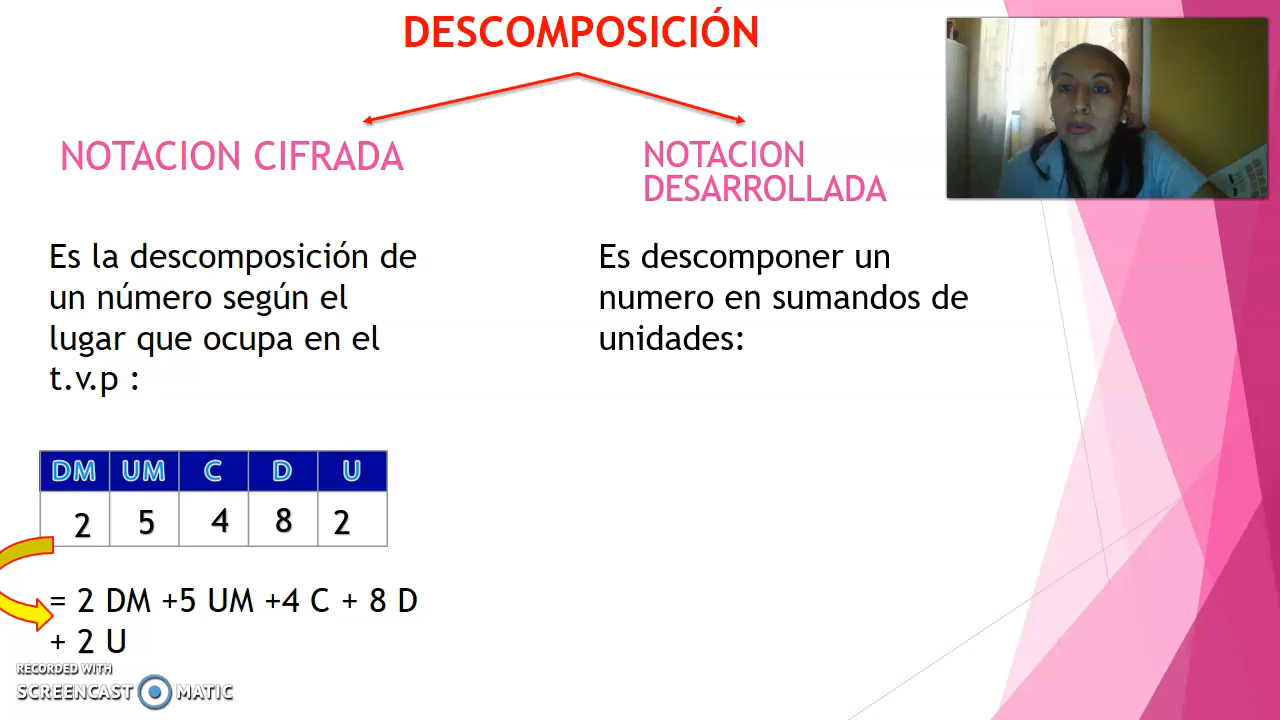 DESCOMPOSICIÓN
NOTACION CIFRADA
Es la descomposición de
un número según el
lugar que ocupa en el
t.v.p :
DM UM C D U
2 5 4 8 2
= 2 DM +5 UM +4 C + 8 D
+ 2 U
NOTACION
DESARROLLADA
Es descomponer un
numero en sumandos de
unidades:
RECORDED WITH
SCREENCAST MATIC